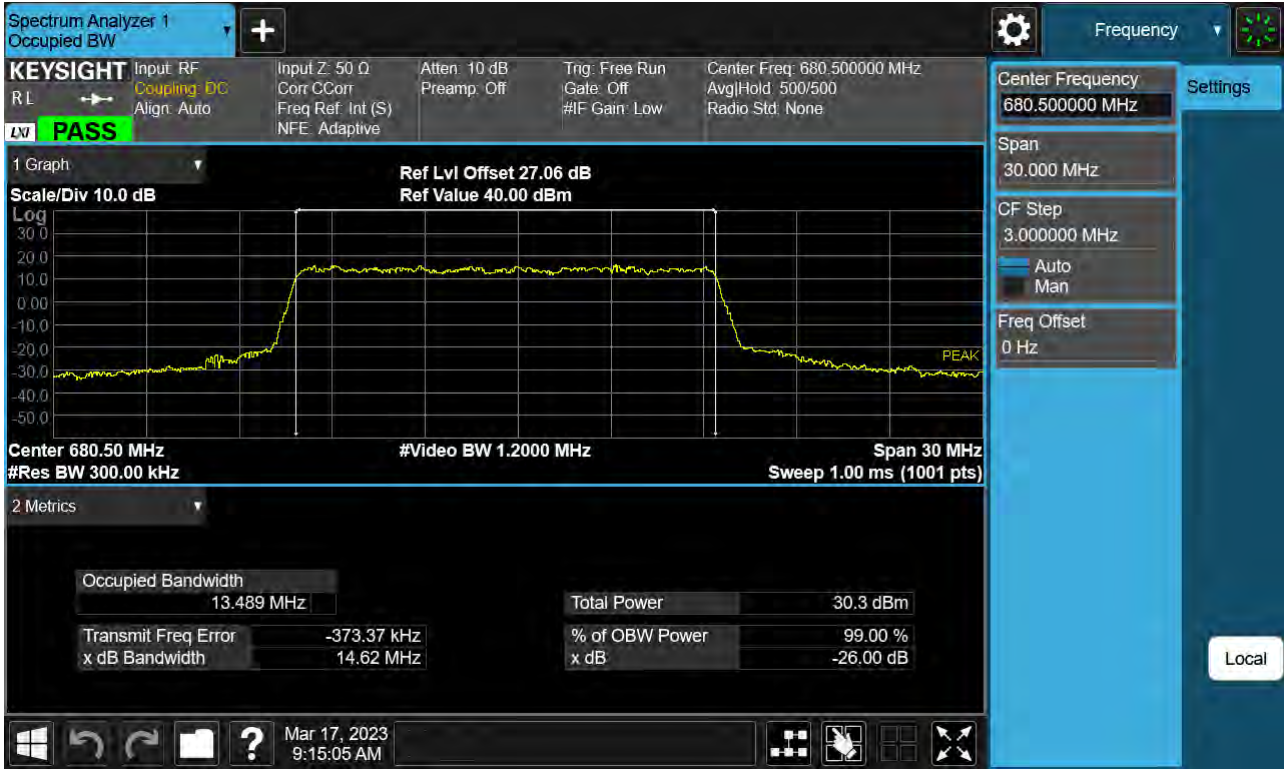 Spectrum Analyzer 1
Occupied BW
Frequency
KEYSIGHT
R L
LXI
PASS
Input: RF
Coupling: DC
Align: Auto
Input Z: 50 Ω
Corr CCorr
Freq Ref: Int (S)
NFE: Adaptive
Atten: 10 dB
Preamp: Off
Trig: Free Run
Gate: Off
#IF Gain: Low
Center Freq: 680.500000 MHz
Avg|Hold: 500/500
Radio Std: None
Center Frequency
680.500000 MHz
Settings
Span
30.000 MHz
CF Step
3.000000 MHz
Auto
Man
Freq Offset
0 Hz
1 Graph
Scale/Div 10.0 dB
Ref Lvl Offset 27.06 dB
Ref Value 40.00 dBm
Log
30.0
20.0
10.0
0.00
-10.0
-20.0
-30.0
-40.0
-50.0
PEAK
Center 680.50 MHz
#Video BW 1.2000 MHz
Span 30 MHz
#Res BW 300.00 kHz
Sweep 1.00 ms (1001 pts)
2 Metrics
Occupied Bandwidth
13.489 MHz
Total Power 30.3 dBm
Transmit Freq Error -373.37 kHz
% of OBW Power 99.00 %
x dB Bandwidth 14.62 MHz
x dB -26.00 dB
Local
?
Mar 17, 2023
9:15:05 AM